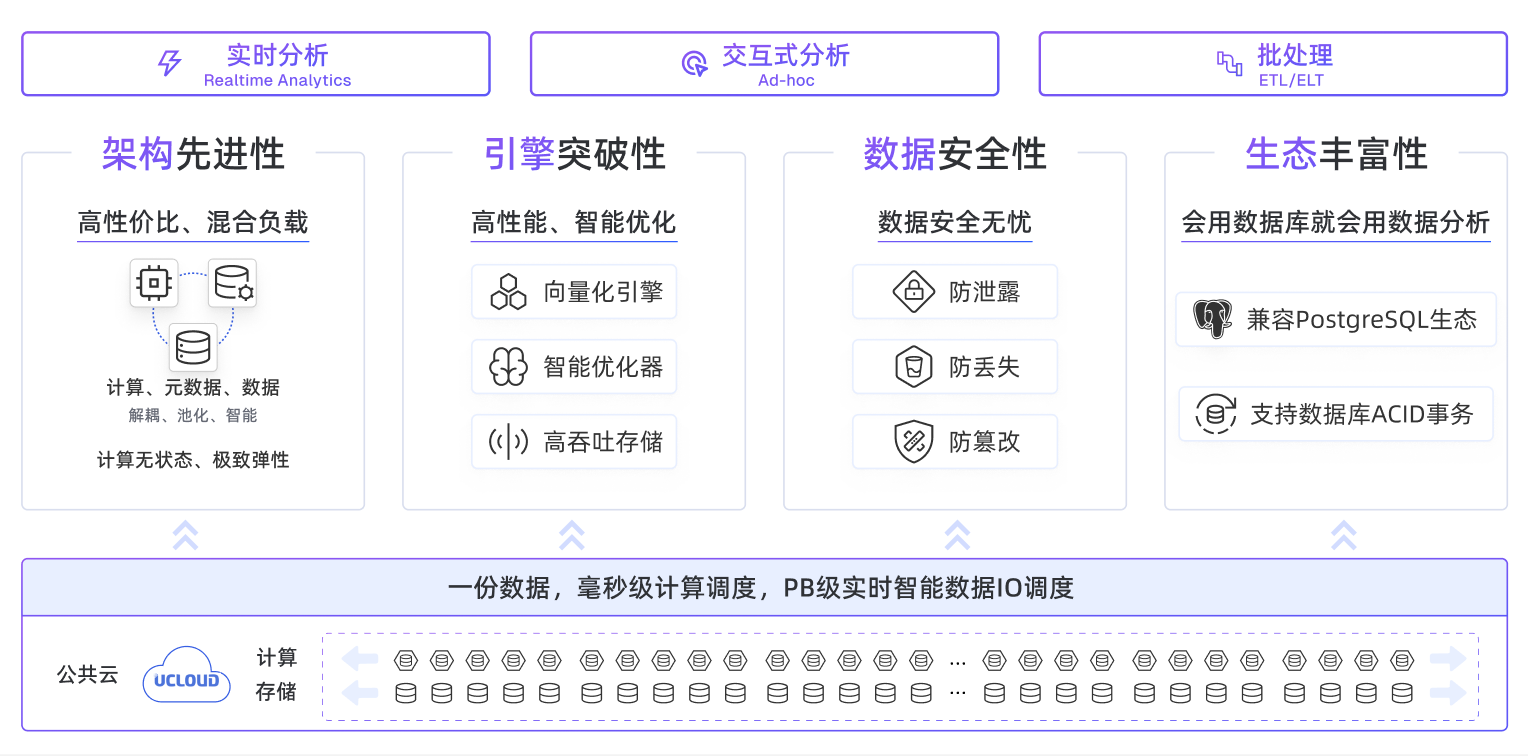 实时分析
Realtime Analytics
交互式分析
Ad-hoc
批处理
ETL/ELT
架构先进性
高性价比、混合负载
计算、元数据、数据
解耦、池化、智能
计算无状态、极致弹性
引擎突破性
高性能、智能优化
向量化引擎
智能优化器
高吞吐存储
数据安全性
数据安全无忧
防泄露
防丢失
防篡改
生态丰富性
会用数据库就会用数据分析
兼容PostgreSQL生态
支持数据库ACID事务
一份数据，毫秒级计算调度，PB级实时智能数据IO调度
公共云
UCLOUD
计算
...
存储
...